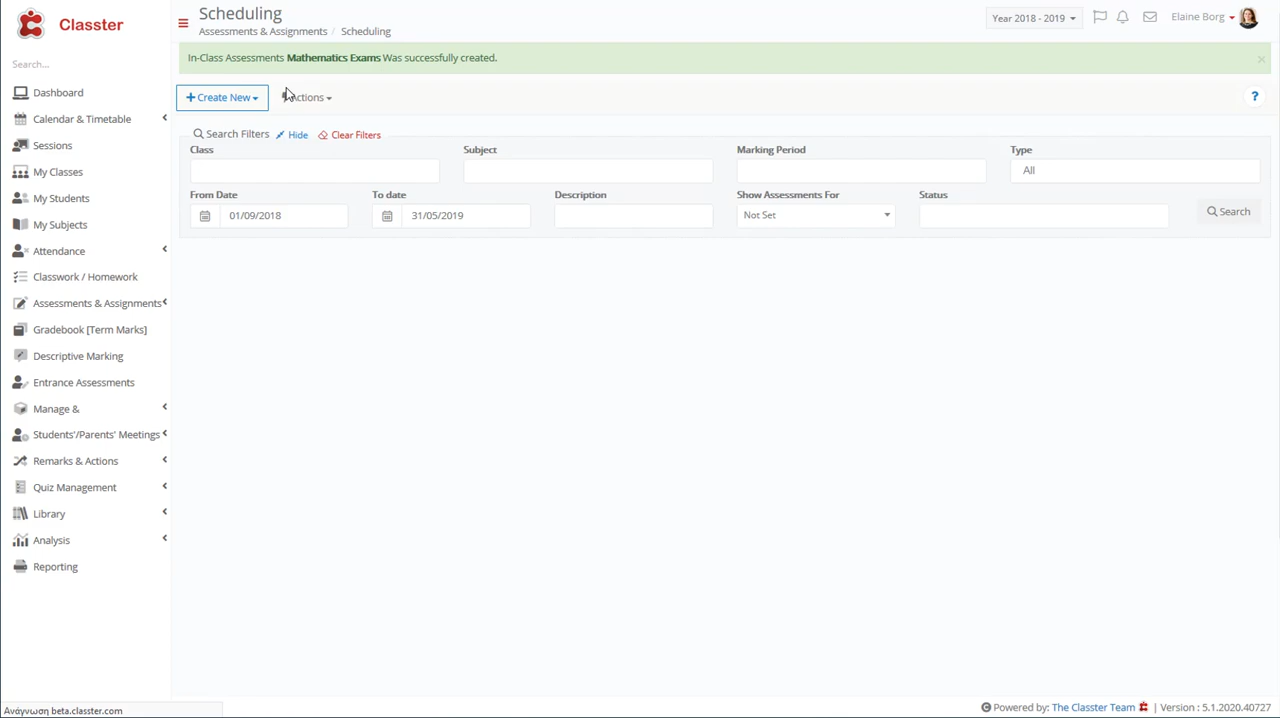 Classter
Search...
Dashboard
Calendar & Timetable
Sessions
My Classes
My Students
My Subjects
Attendance
Classwork / Homework
Assessments & Assignments
Gradebook [Term Marks]
Descriptive Marking
Entrance Assessments
Manage &
Students'/Parents' Meetings
Remarks & Actions
Quiz Management
Library
Analysis
Reporting
Ανάγνωση beta.classter.com
Scheduling
Assessments & Assignments / Scheduling
Year 2018 - 2019
Elaine Borg
In-Class Assessments Mathematics Exams Was successfully created.
×
+ Create New
Actions
?
Search Filters Hide Clear Filters
Class Subject Marking Period Type
All
From Date To date Description Show Assessments For Status
01/09/2018 31/05/2019 Not Set Search
Powered by: The Classter Team | Version : 5.1.2020.40727